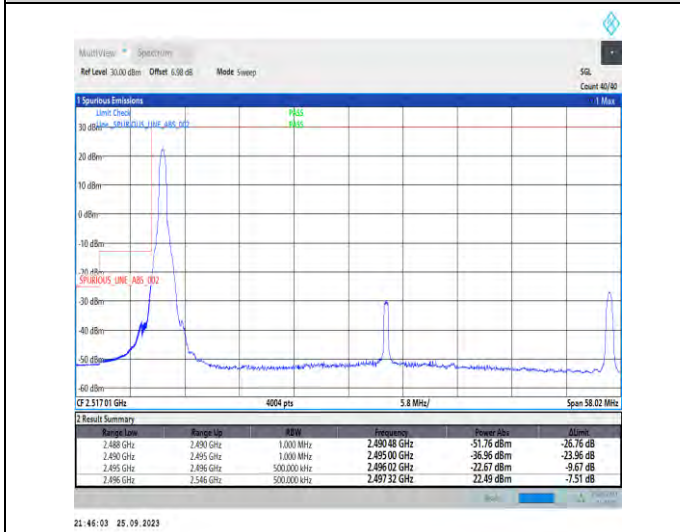 MultiView Spectrum
Ref Level 30.00 dBm Offset 6.98 dB Mode Sweep SGL
Count 40/40
1 Spurious Emissions 1 Max
Limit Check PASS
Line _SPURIOUS_LINE_ABS_002 PASS
30 dBm
20 dBm
10 dBm
0 dBm
-10 dBm
-20 dBm
_SPURIOUS_LINE_ABS_002
-30 dBm
-40 dBm
-50 dBm
-60 dBm
CF 2.517 01 GHz 4004 pts 5.8 MHz/ Span 58.02 MHz
2 Result Summary
Range Low Range Up RBW Frequency Power Abs ΔLimit
2.488 GHz 2.490 GHz 1.000 MHz 2.490 48 GHz -51.76 dBm -26.76 dB
2.490 GHz 2.495 GHz 1.000 MHz 2.495 00 GHz -36.96 dBm -23.96 dB
2.495 GHz 2.496 GHz 500.000 kHz 2.496 02 GHz -22.67 dBm -9.67 dB
2.496 GHz 2.546 GHz 500.000 kHz 2.497 32 GHz 22.49 dBm -7.51 dB
21:46:03 25.09.2023